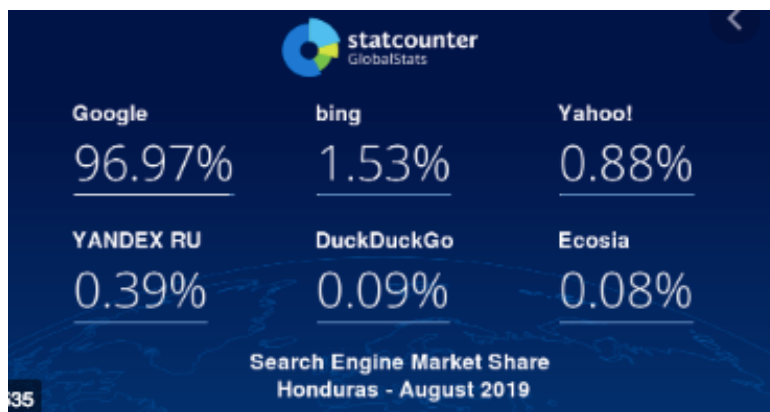 statcounter
GlobalStats
Google bing Yahoo!
96.97% 1.53% 0.88%
YANDEX RU DuckDuckGo Ecosia
0.39% 0.09% 0.08%
Search Engine Market Share
Honduras - August 2019